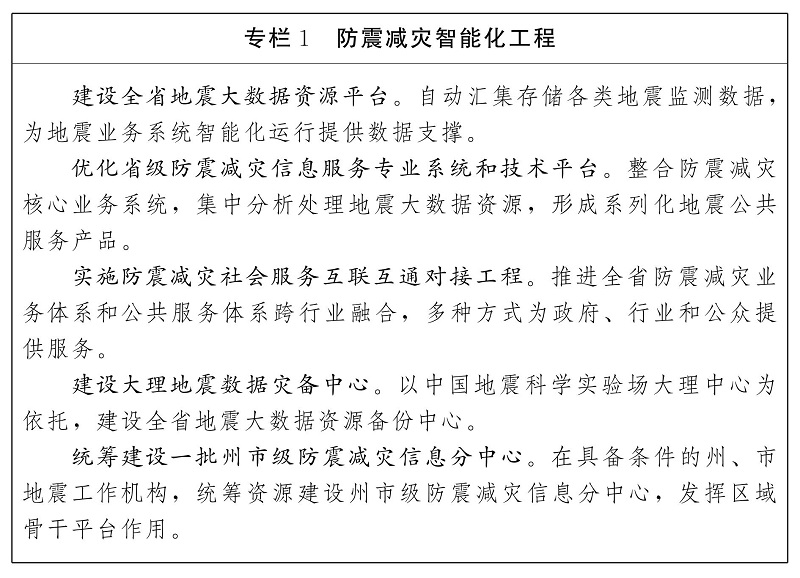 专栏1 防震减灾智能化工程
建设全省地震大数据资源平台。自动汇集存储各类地震监测数据，
为地震业务系统智能化运行提供数据支撑。
优化省级防震减灾信息服务专业系统和技术平台。整合防震减灾
核心业务系统，集中分析处理地震大数据资源，形成系列化地震公共
服务产品。
实施防震减灾社会服务互联互通对接工程。推进全省防震减灾业
务体系和公共服务体系跨行业融合，多种方式为政府、行业和公众提
供服务。
建设大理地震数据灾备中心。以中国地震科学实验场大理中心为
依托，建设全省地震大数据资源备份中心。
统筹建设一批州市级防震减灾信息分中心。在具备条件的州、市
地震工作机构，统筹资源建设州市级防震减灾信息分中心，发挥区域
骨干平台作用。